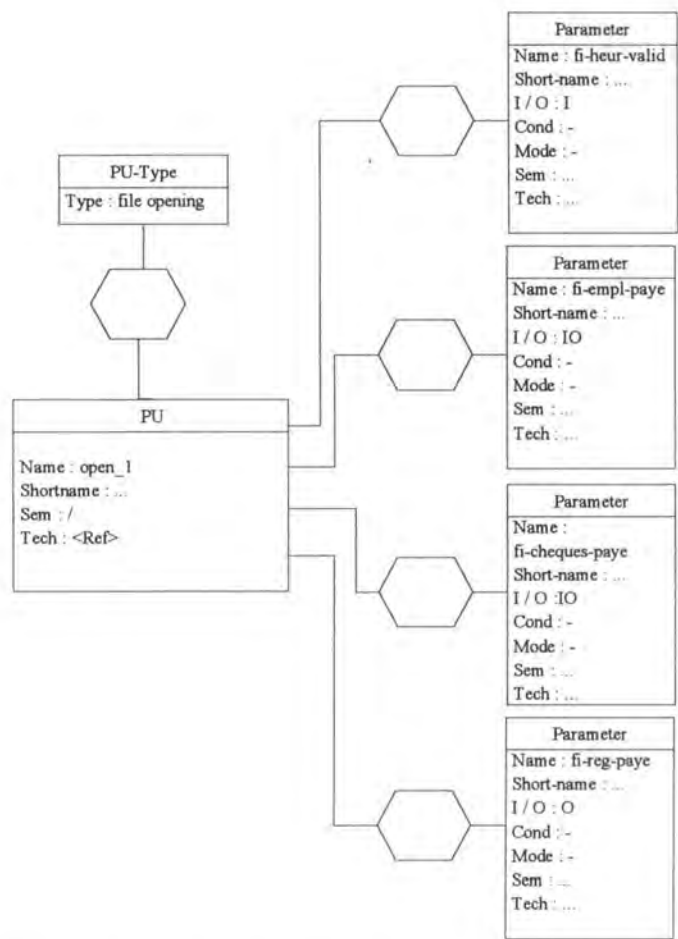 Parameter
Name : fi-heur-valid
Short-name : ...
I / O : I
Cond : -
Mode : -
Sem : ...
Tech : ...
PU-Type
Type : file opening
Parameter
Name : fi-empl-paye
Short-name : ...
I / O : IO
Cond : -
Mode : -
Sem : ...
Tech : ...
PU
Name : open_1
Shortname : ...
Sem : /
Tech : <Ref>
Parameter
Name :
fi-cheques-paye
Short-name : ...
I / O :IO
Cond : -
Mode : -
Sem : ...
Tech : ...
Parameter
Name : fi-reg-paye
Short-name : ...
I / O : O
Cond : -
Mode : -
Sem : ...
Tech : ...